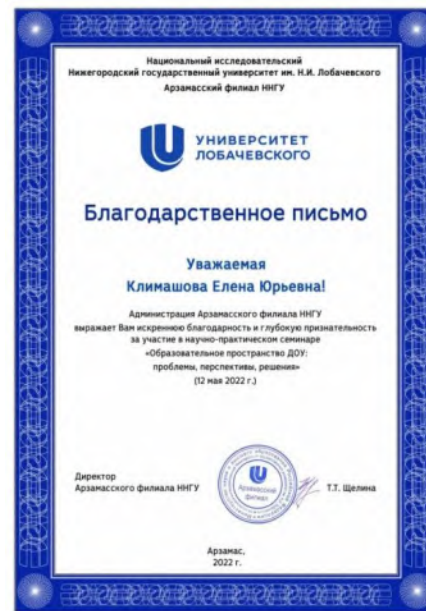 Национальный исследовательский
Нижегородский государственный университет им. Н.И. Лобачевского
Арзамасский филиал ННГУ
УНИВЕРСИТЕТ
ЛОБАЧЕВСКОГО
Благодарственное письмо
Уважаемая
Климашова Елена Юрьевна!
Администрация Арзамасского филиала ННГУ
выражает Вам искреннюю благодарность и глубокую признательность
за участие в научно-практическом семинаре
«Образовательное пространство ДОУ:
проблемы, перспективы, решения»
(12 мая 2022 г.)
Директор
Арзамасского филиала ННГУ
Арзамасский
филиал
Т.Т. Щелина
Арзамас,
2022 г.